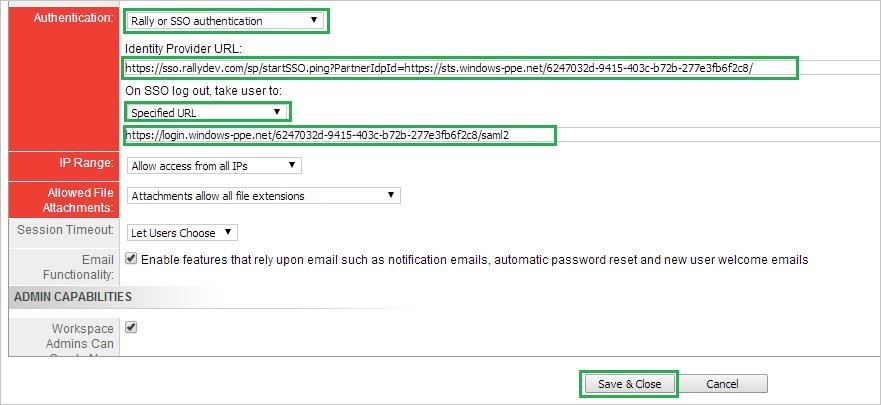 Authentication:
Rally or SSO authentication
Identity Provider URL:
https://sso.rallydev.com/sp/startSSO.ping?PartnerIdpId=https://sts.windows-ppe.net/6247032d-9415-403c-b72b-277e3fb6f2c8/
On SSO log out, take user to:
Specified URL
https://login.windows-ppe.net/6247032d-9415-403c-b72b-277e3fb6f2c8/saml2
IP Range:
Allow access from all IPs
Allowed File
Attachments:
Attachments allow all file extensions
Session Timeout:
Let Users Choose
Email
Functionality:
Enable features that rely upon email such as notification emails, automatic password reset and new user welcome emails
ADMIN CAPABILITIES
Workspace
Admins Can
Save & Close
Cancel